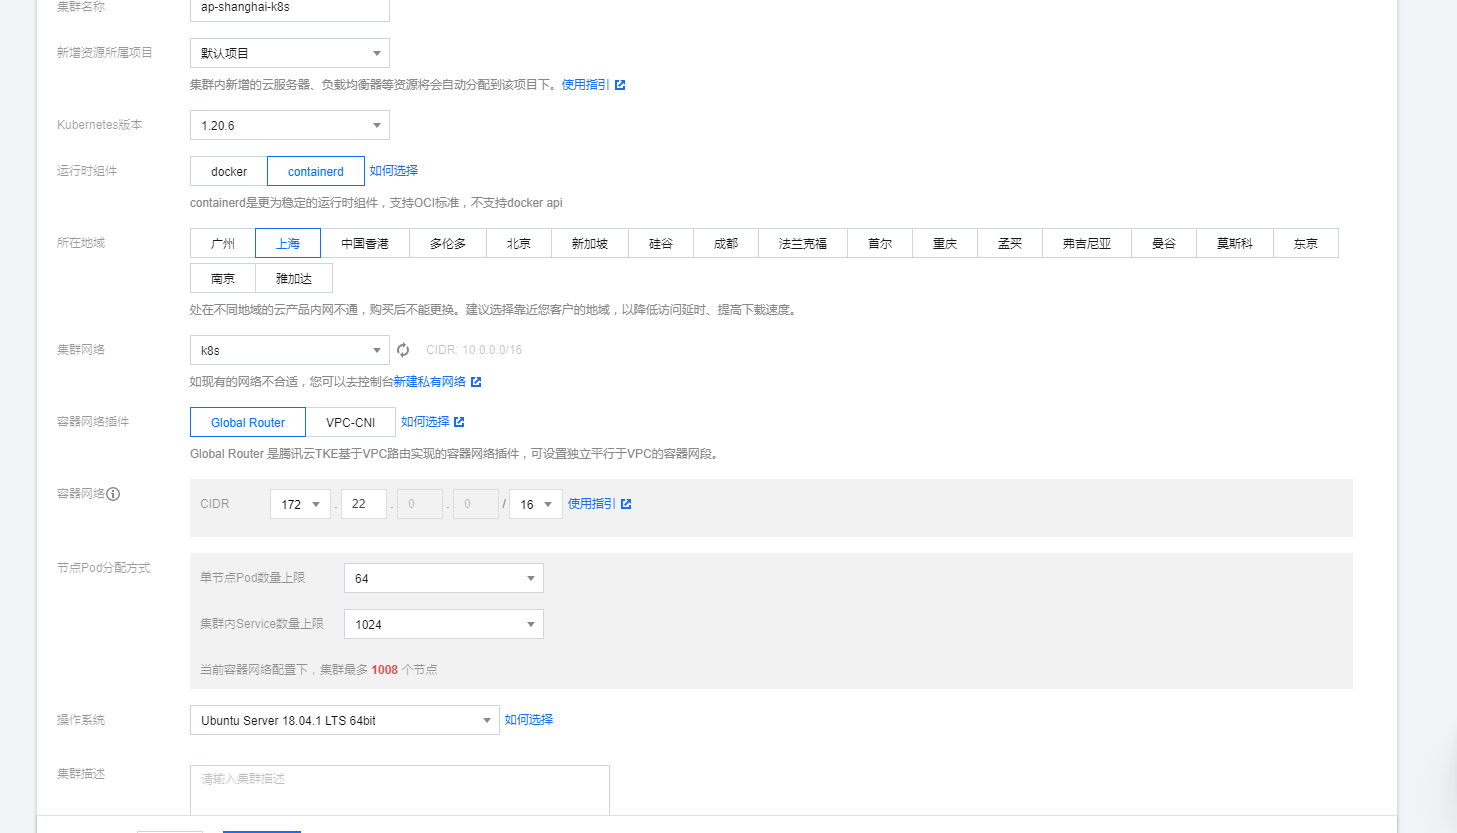 集群名称 ap-shanghai-k8s
新增资源所属项目 默认项目
集群内新增的云服务器、负载均衡器等资源将会自动分配到该项目下。使用指引
Kubernetes版本 1.20.6
运行时组件 docker containerd 如何选择
containerd是更为稳定的运行时组件，支持OCI标准，不支持docker api
所在地域 广州 上海 中国香港 多伦多 北京 新加坡 硅谷 成都 法兰克福 首尔 重庆 孟买 弗吉尼亚 曼谷 莫斯科 东京
南京 雅加达
处在不同地域的云产品内网不通，购买后不能更换。建议选择靠近您客户的地域，以降低访问延时、提高下载速度。
集群网络 k8s CIDR: 10.0.0.0/16
如现有的网络不合适，您可以去控制台新建私有网络
容器网络插件 Global Router VPC-CNI 如何选择
Global Router 是腾讯云TKE基于VPC路由实现的容器网络插件，可设置独立平行于VPC的容器网段。
容器网络 CIDR 172 . 22 . 0 . 0 / 16 使用指引
节点Pod分配方式 单节点Pod数量上限 64
集群内Service数量上限 1024
当前容器网络配置下，集群最多 1008 个节点
操作系统 Ubuntu Server 18.04.1 LTS 64bit 如何选择
集群描述 请输入集群描述